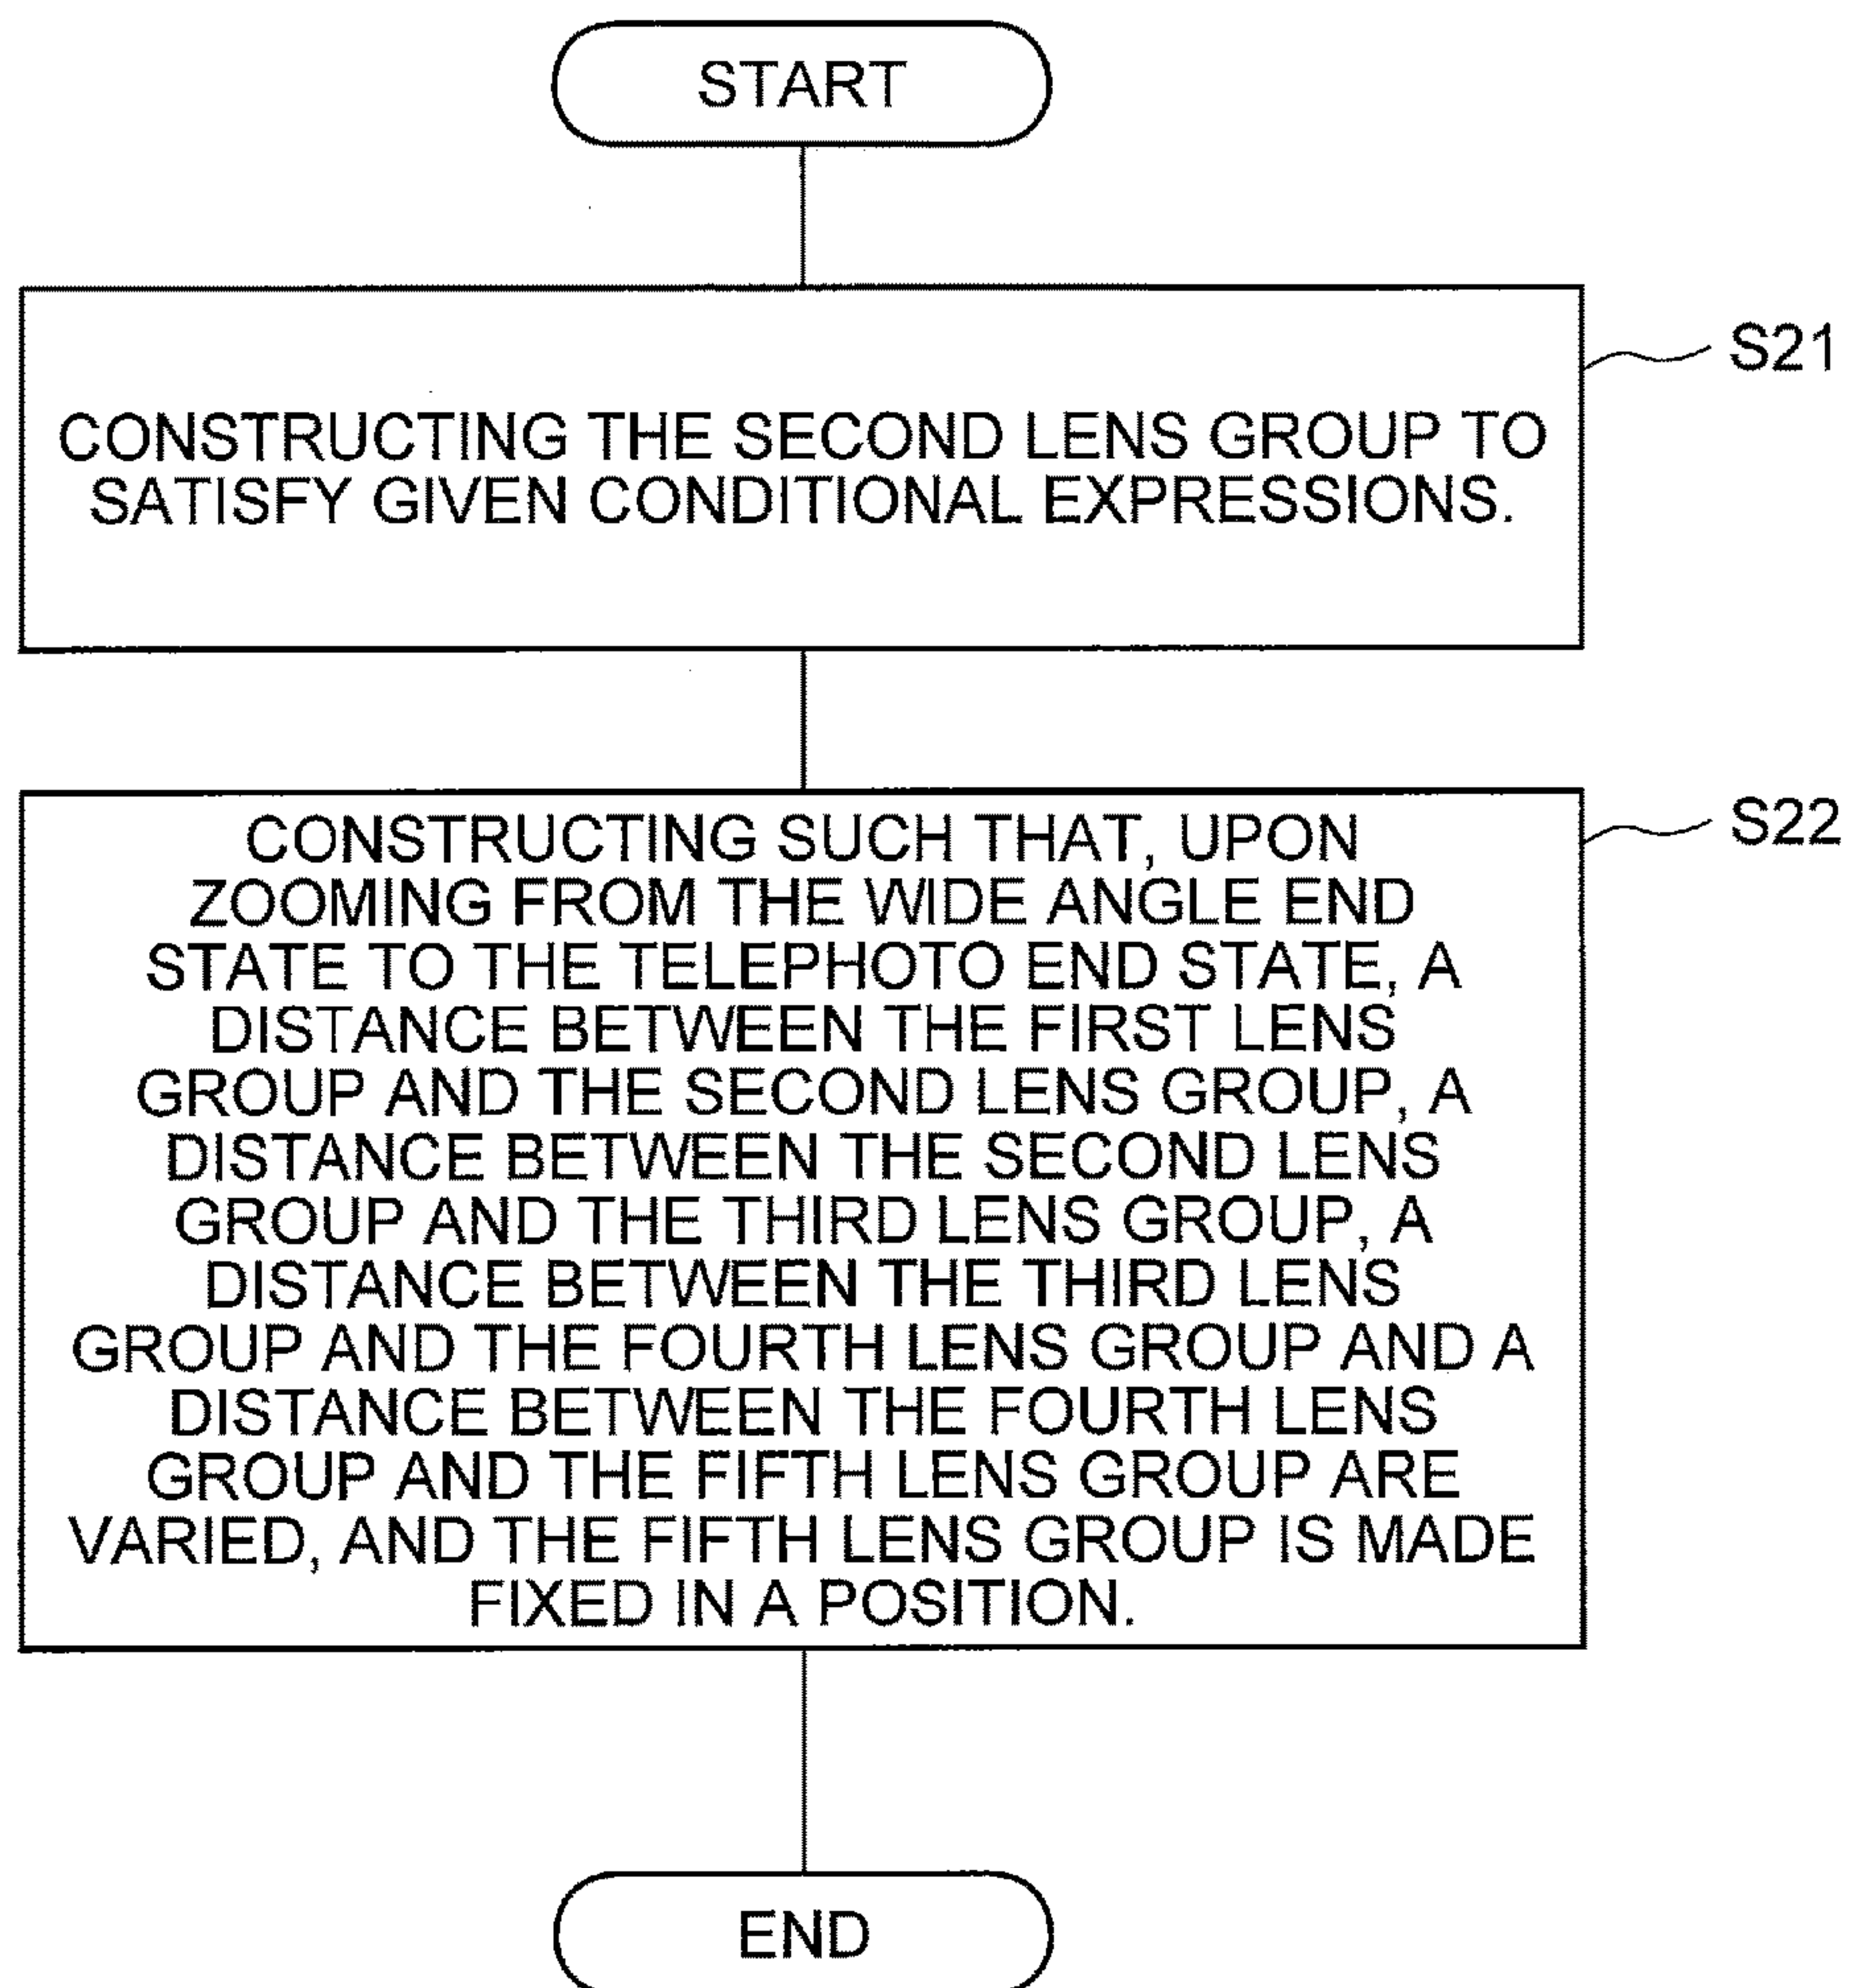 START
S21
CONSTRUCTING THE SECOND LENS GROUP TO
SATISFY GIVEN CONDITIONAL EXPRESSIONS.
S22
CONSTRUCTING SUCH THAT, UPON
ZOOMING FROM THE WIDE ANGLE END
STATE TO THE TELEPHOTO END STATE, A
DISTANCE BETWEEN THE FIRST LENS
GROUP AND THE SECOND LENS GROUP, A
DISTANCE BETWEEN THE SECOND LENS
GROUP AND THE THIRD LENS GROUP, A
DISTANCE BETWEEN THE THIRD LENS
GROUP AND THE FOURTH LENS GROUP AND A
DISTANCE BETWEEN THE FOURTH LENS
GROUP AND THE FIFTH LENS GROUP ARE
VARIED, AND THE FIFTH LENS GROUP IS MADE
FIXED IN A POSITION.
END